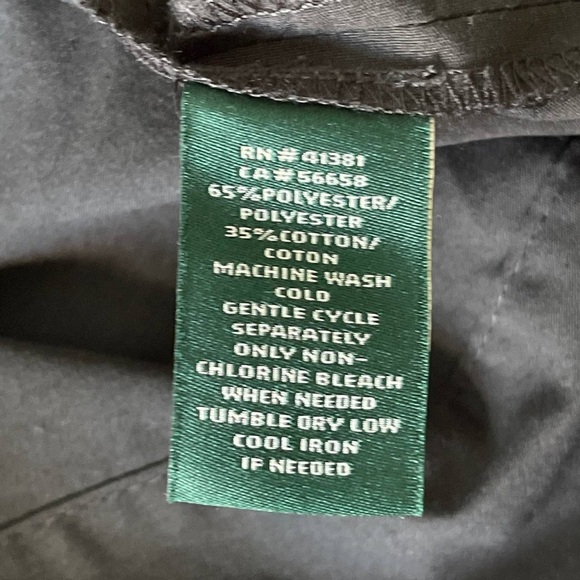 RN# 41381
CA#56658
65%POLYESTER/
POLYESTER
35%COTTON/
COTON
MACHINE WASH
COLD
GENTLE CYCLE
SEPARATELY
ONLY NON-
CHLORINE BLEACH
WHEN NEEDED
TUMBLE DRY LOW
COOL IRON
IF NEEDED